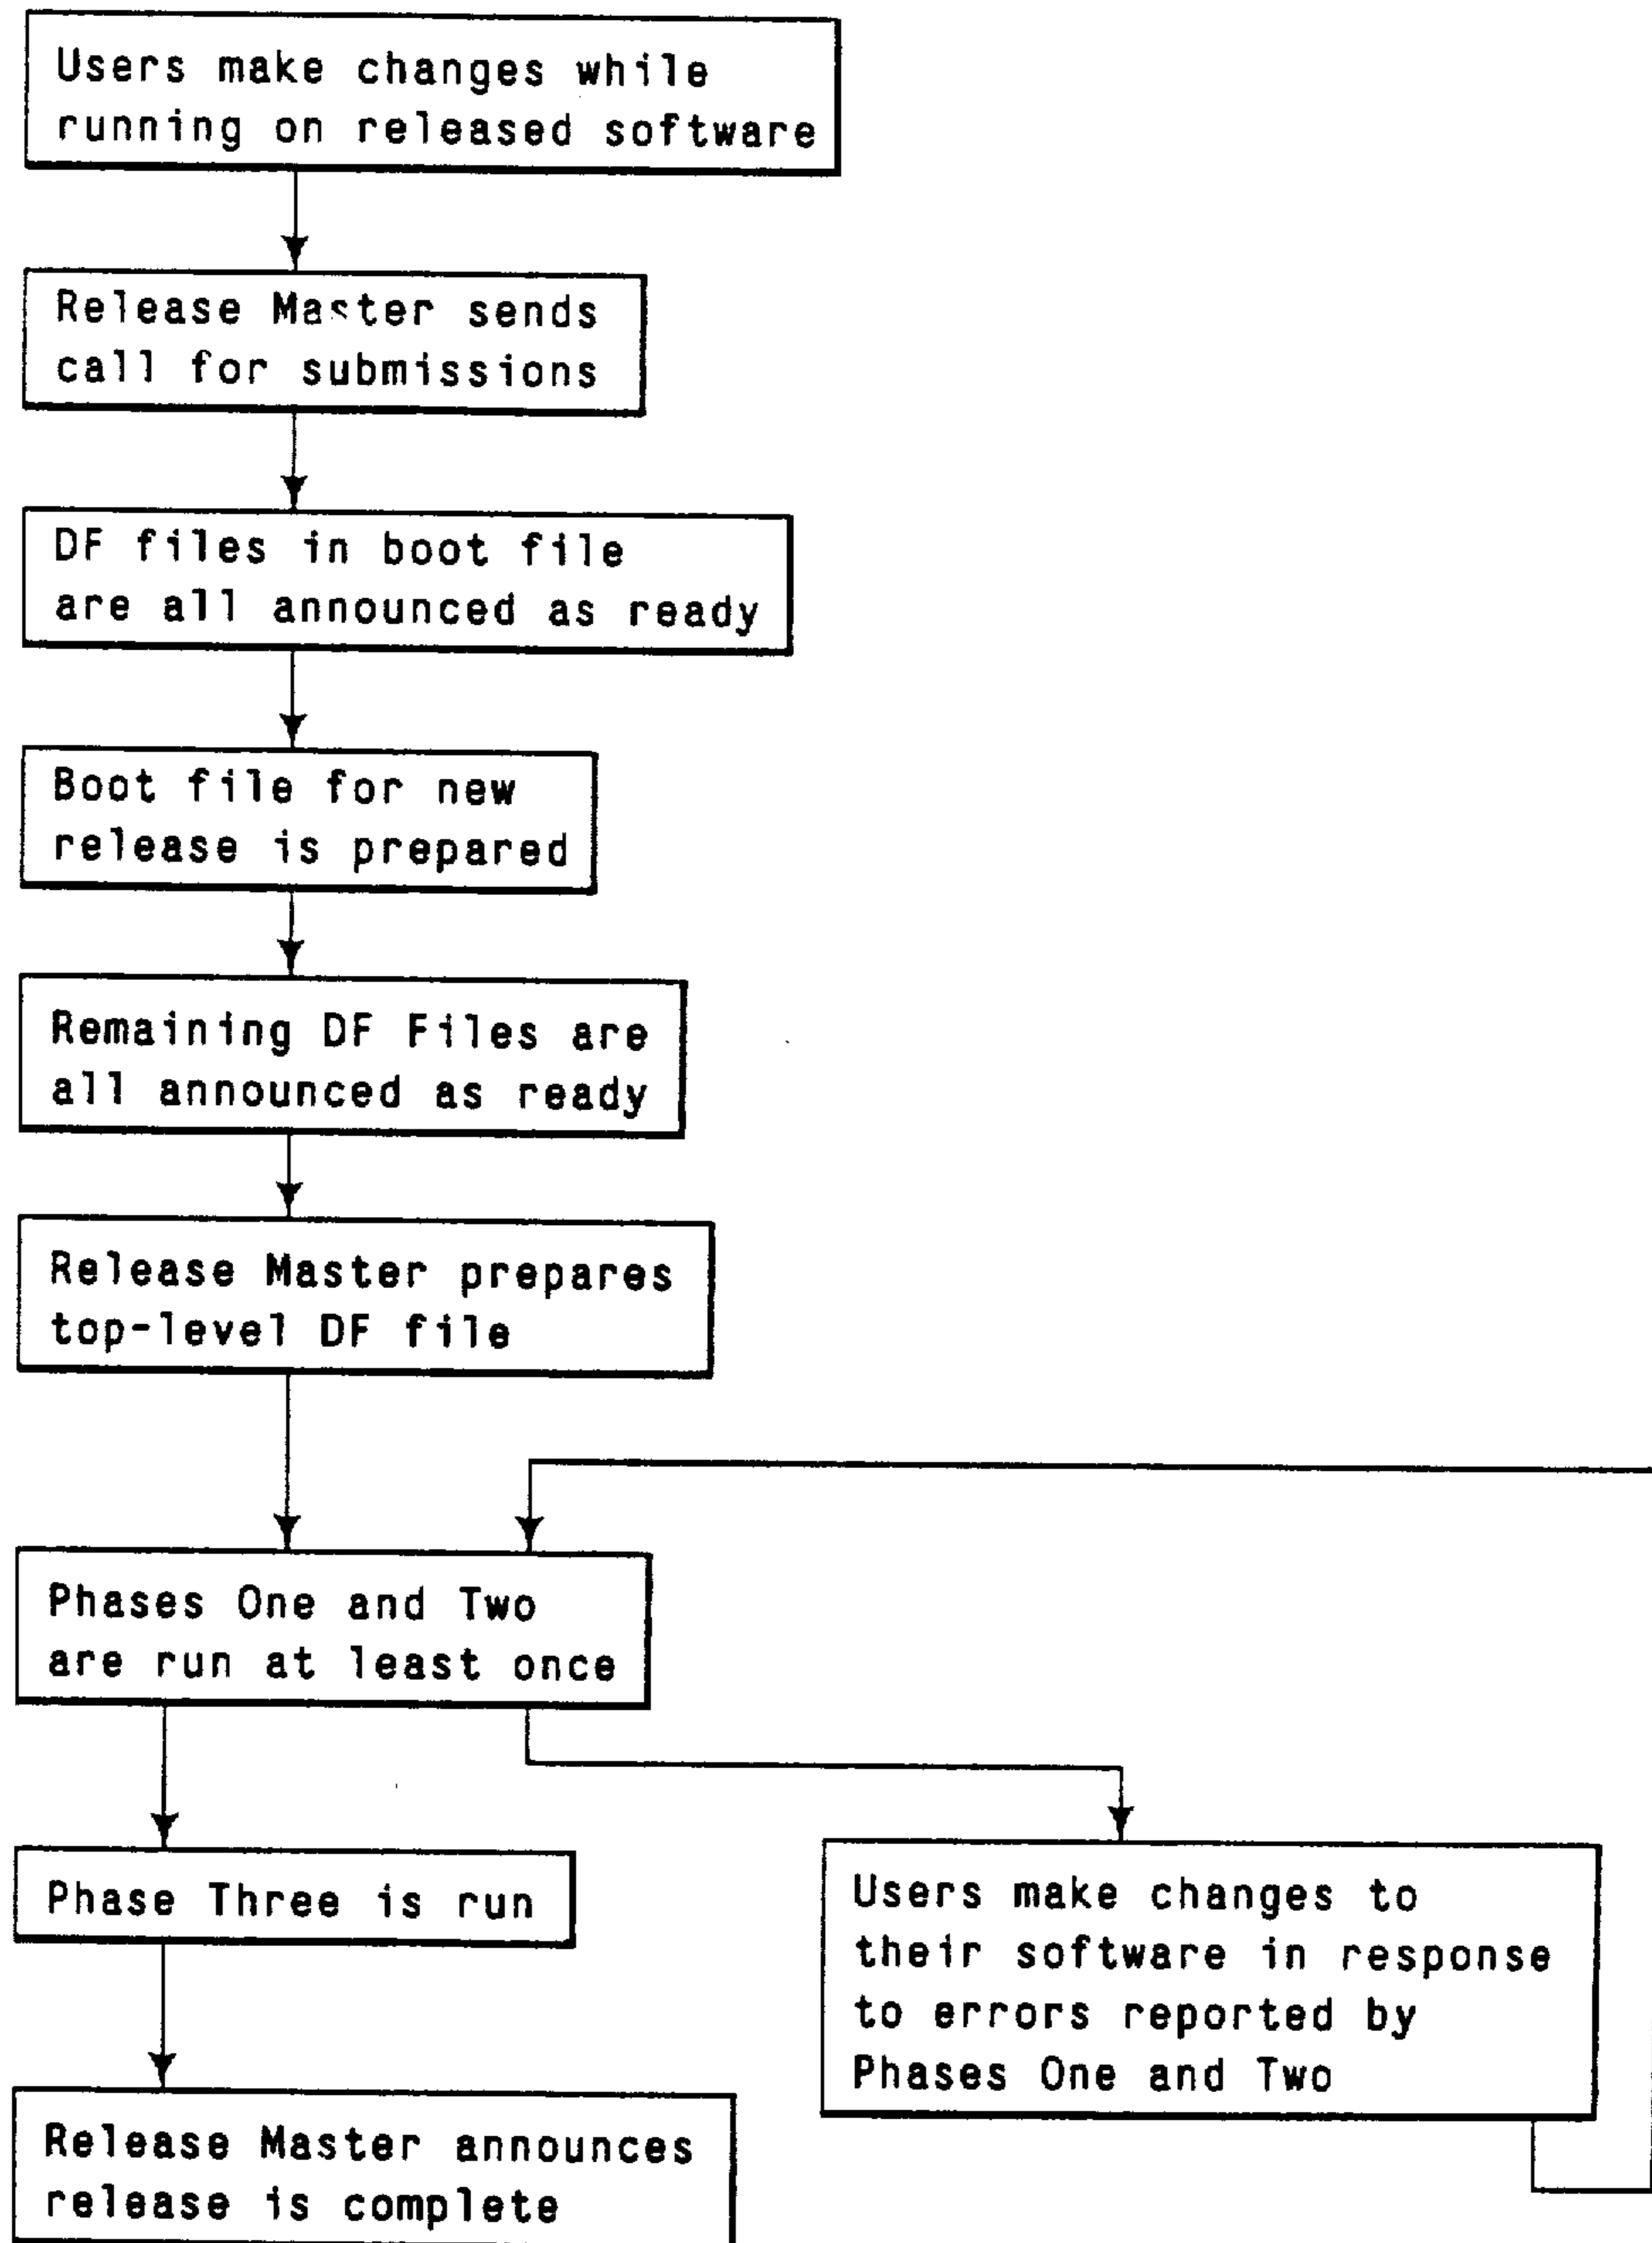 Users make changes while
running on released software
Release Master sends
call for submissions
DF files in boot file
are all announced as ready
Boot file for new
release is prepared
Remaining DF Files are
all announced as ready
Release Master prepares
top-level DF file
Phases One and Two
are run at least once
Phase Three is run
Users make changes to
their software in response
to errors reported by
Phases One and Two
Release Master announces
release is complete